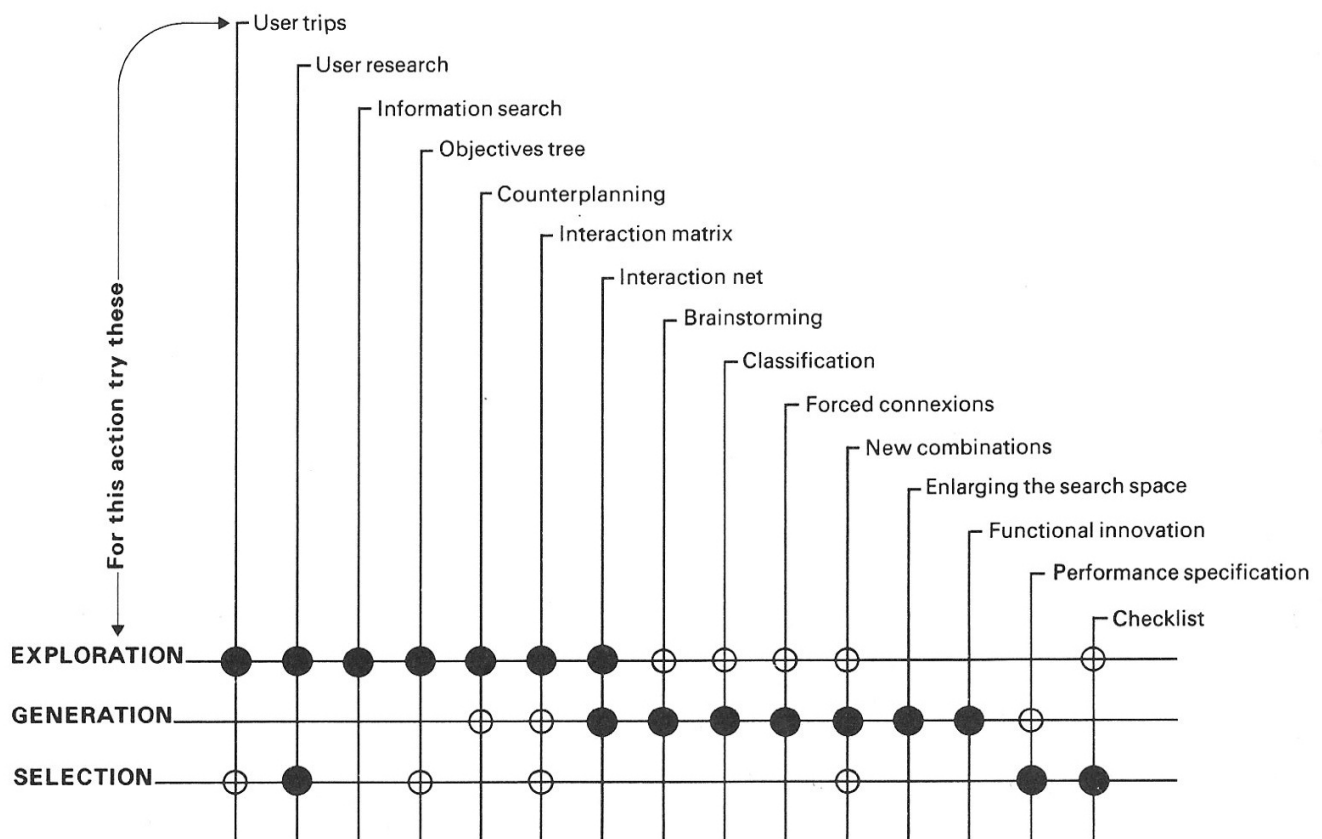 User trips
User research
Information search
Objectives tree
Counterplanning
Interaction matrix
Interaction net
Brainstorming
Classification
Forced connexions
New combinations
Enlarging the search space
Functional innovation
Performance specification
Checklist
For this action try these
EXPLORATION
GENERATION
SELECTION